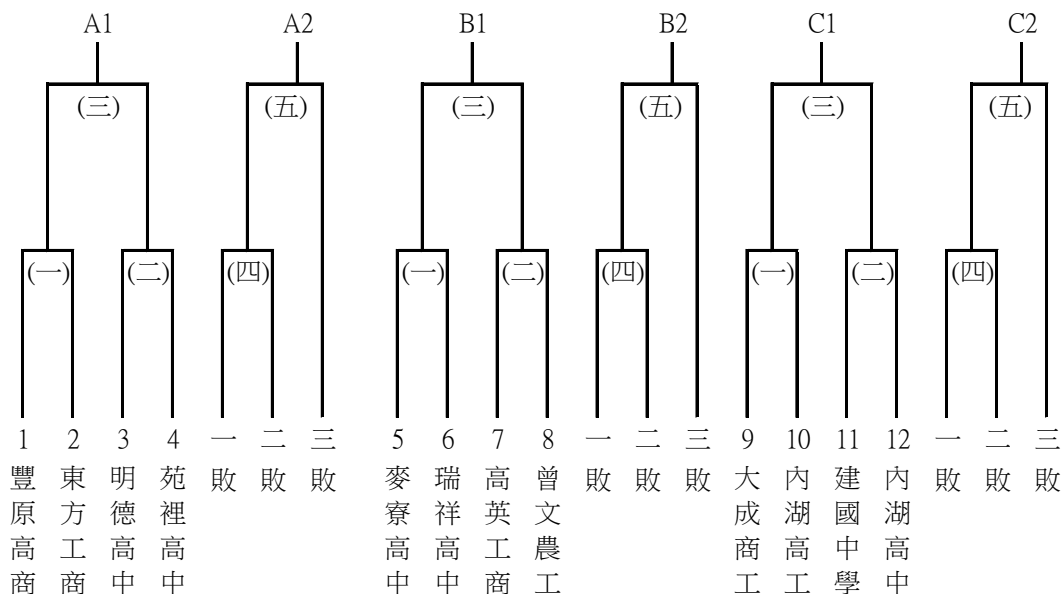 A1 A2 B1 B2 C1 C2
(三) (五) (三) (五) (三) (五)
(一) (二) (四) (一) (二) (四) (一) (二) (四)
1 2 3 4 一 二 三 5 6 7 8 一 二 三 9 10 11 12 一 二 三
豐原高商
東方工商
明德高中
苑裡高中
敗
敗
敗
麥寮高中
瑞祥高中
高英工商
曾文農工
敗
敗
敗
大成商工
內湖高工
建國中學
內湖高中
敗
敗
敗